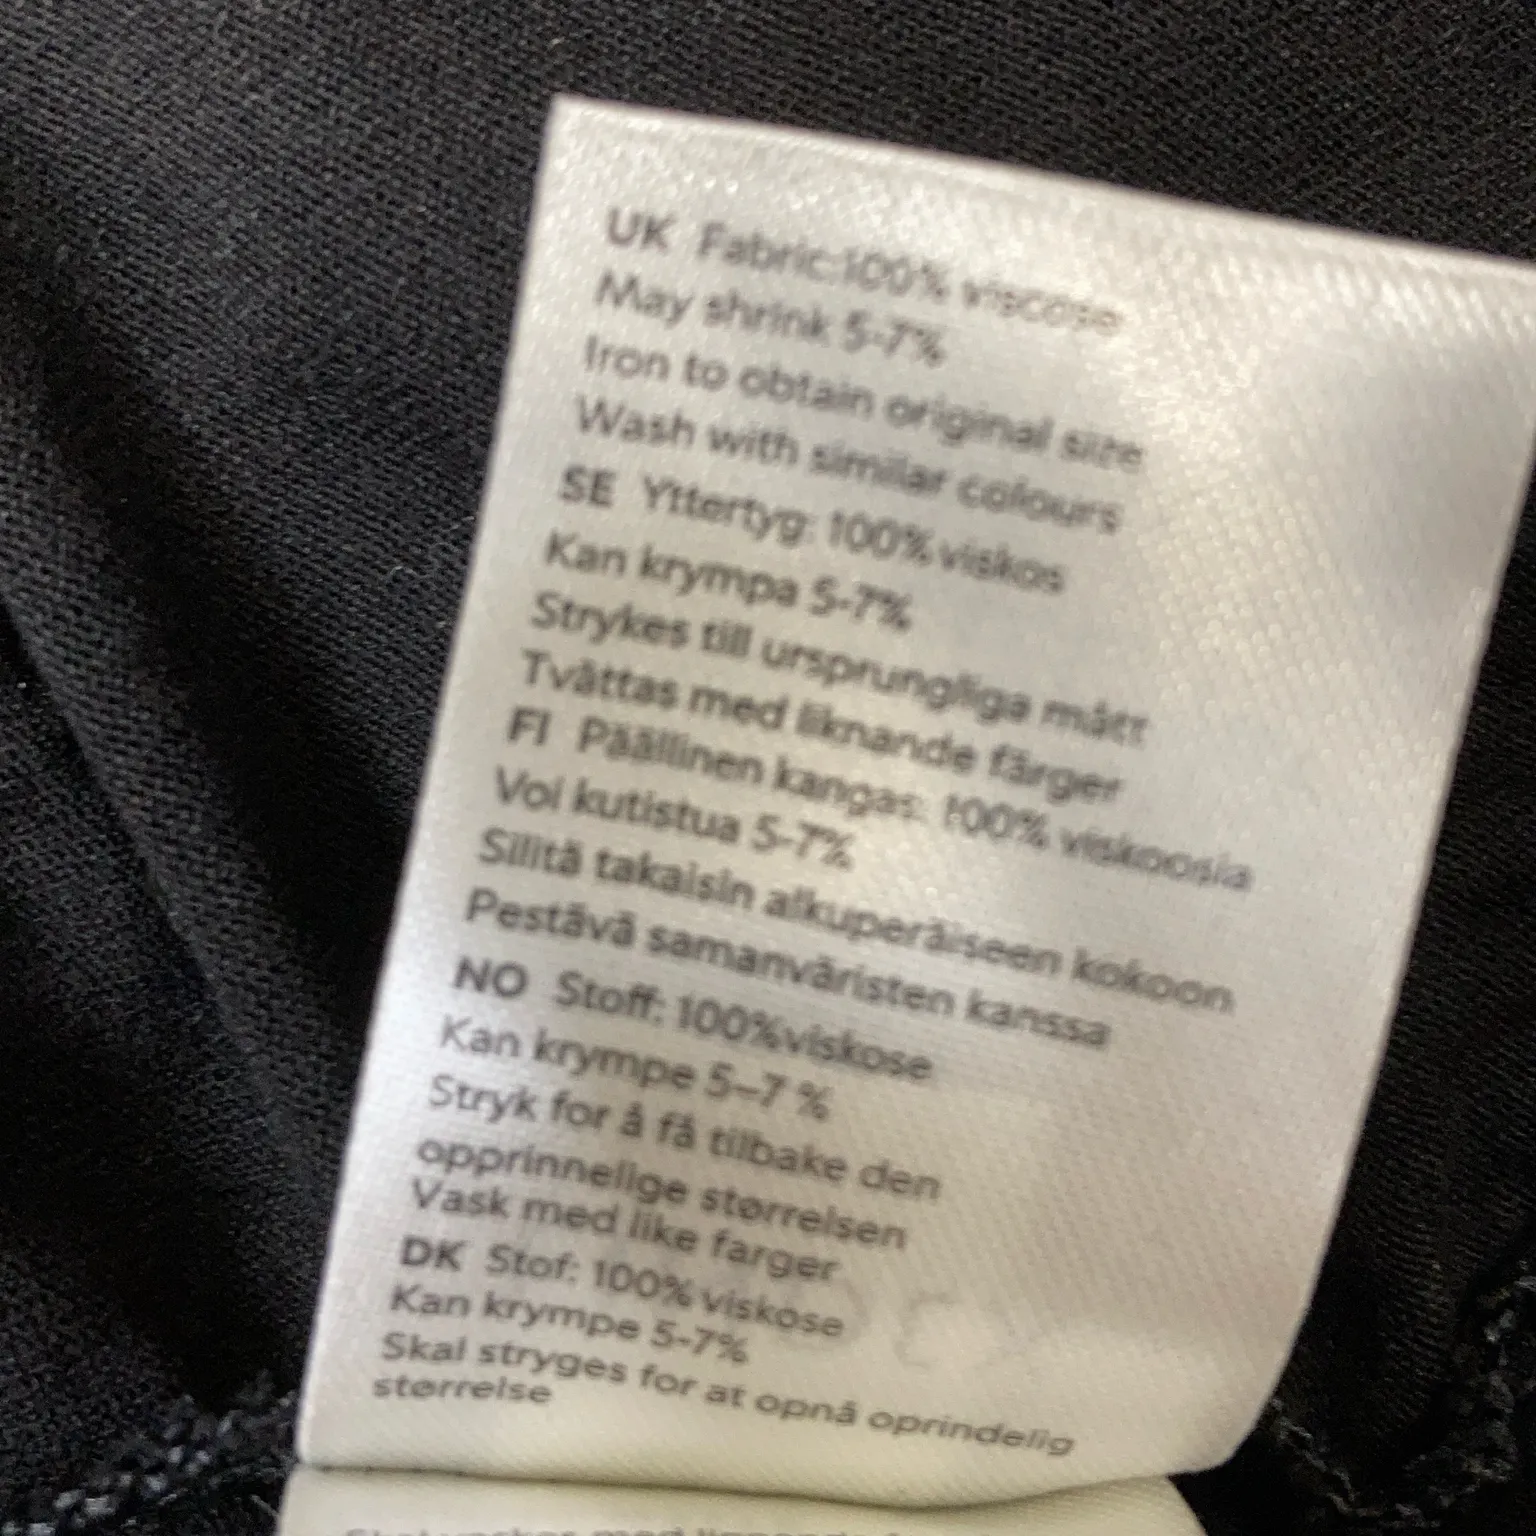 UK Fabric:100% viscose
May shrink 5-7%
Iron to obtain original size
Wash with similar colours
SE Yttertyg: 100% viskos
Kan krympa 5-7%
Strykes till ursprungliga mått
Tvättas med liknande färger
FI Päällinen kangas: 100% viskoosia
Voi kutistua 5-7%
Silitä takaisin alkuperäiseen kokoon
Pestävä samanväristen kanssa
NO Stoff: 100%viskose
Kan krympe 5–7 %
Stryk for å få tilbake den
opprinnelige størrelsen
Vask med like farger
DK Stof: 100% viskose
Kan krympe 5-7%
Skal stryges for at opnå oprindelig
størrelse